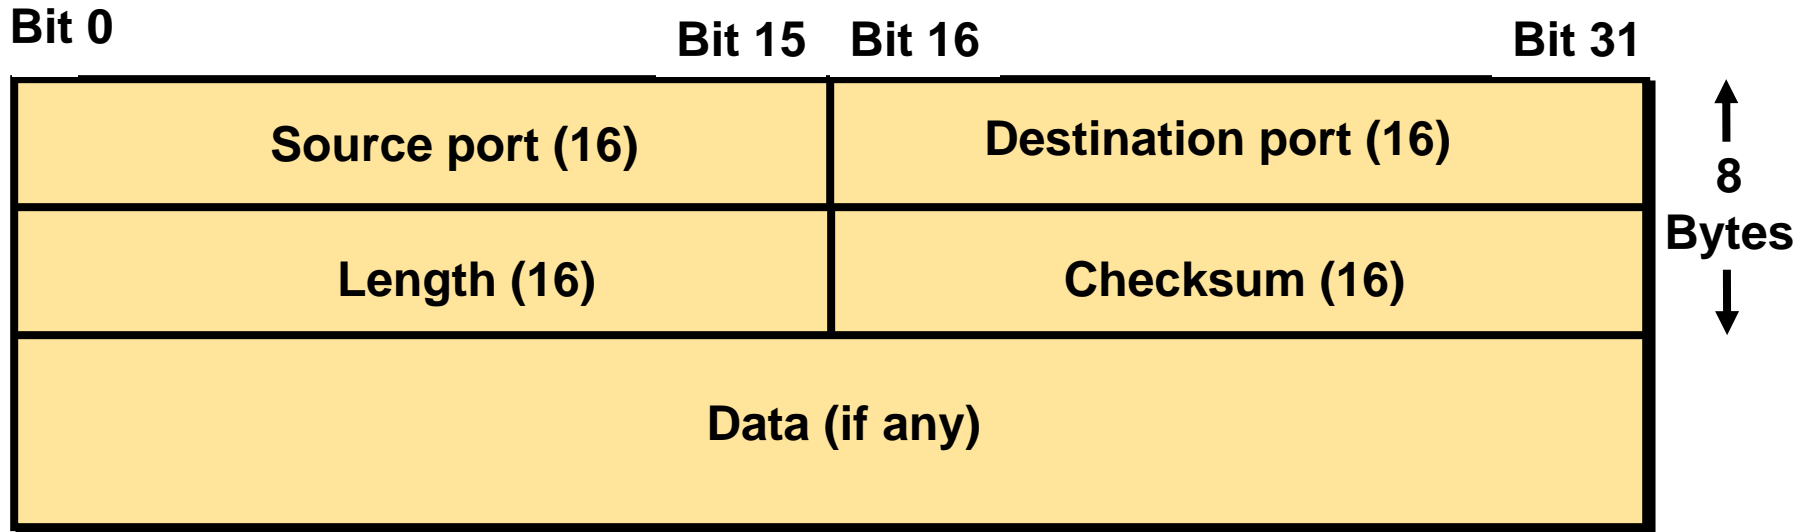 Bit 0
Bit 15
Bit 16
Bit 31
Source port (16)
Destination port (16)
Length (16)
Checksum (16)
8
Bytes
Data (if any)